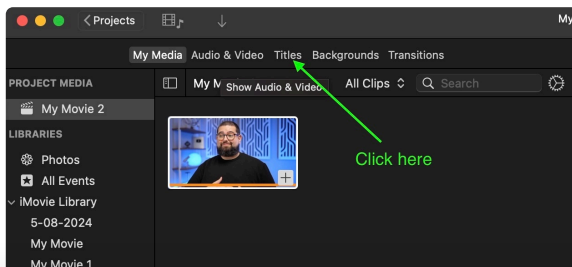 Projects
My
My Media Audio & Video Titles Backgrounds Transitions
PROJECT MEDIA
My M
Show Audio & Video
All Clips
Search
My Movie 2
LIBRARIES
Photos
All Events
iMovie Library
5-08-2024
My Movie
My Movie 1
Click here